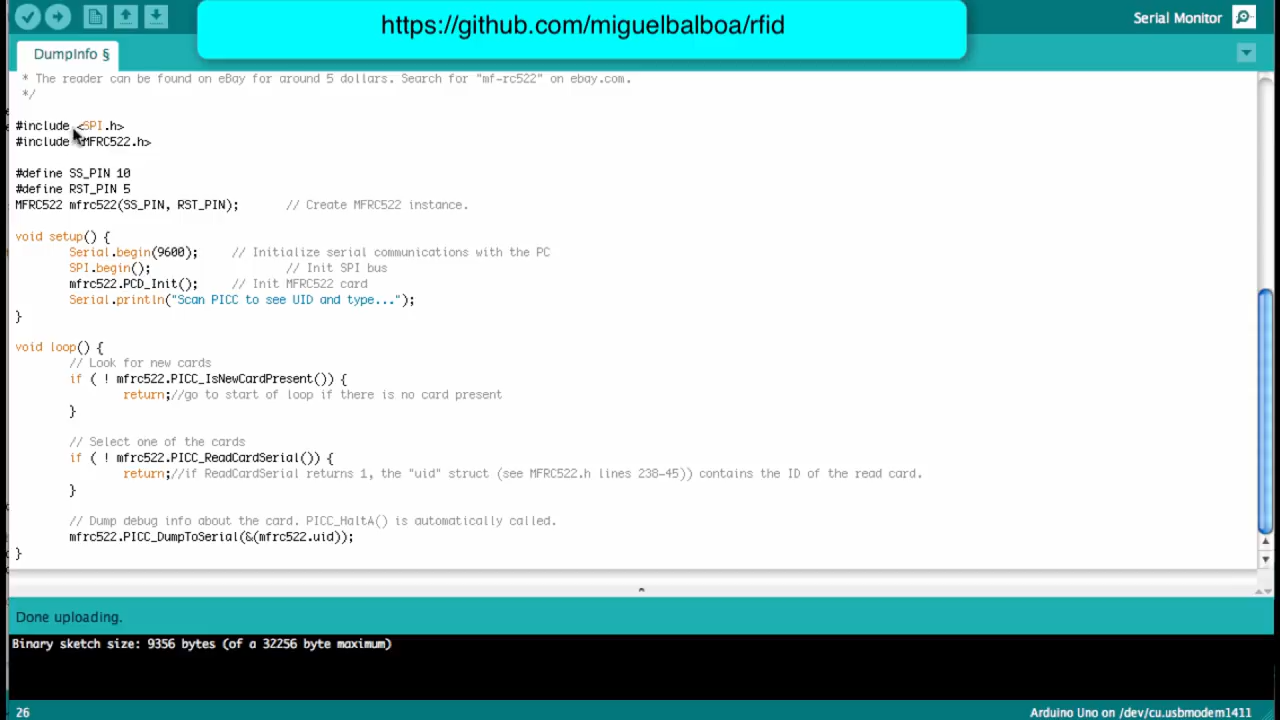 https://github.com/miguelbalboa/rfid
Serial Monitor
DumpInfo §
* The reader can be found on eBay for around 5 dollars. Search for "mf-rc522" on ebay.com.
*/
#include <SPI.h>
#include <MFRC522.h>
#define SS_PIN 10
#define RST_PIN 5
MFRC522 mfrc522(SS_PIN, RST_PIN); // Create MFRC522 instance.
void setup() {
Serial.begin(9600); // Initialize serial communications with the PC
SPI.begin(); // Init SPI bus
mfrc522.PCD_Init(); // Init MFRC522 card
Serial.println("Scan PICC to see UID and type...");
}
void loop() {
// Look for new cards
if ( ! mfrc522.PICC_IsNewCardPresent()) {
return;//go to start of loop if there is no card present
}
// Select one of the cards
if ( ! mfrc522.PICC_ReadCardSerial()) {
return;//if ReadCardSerial returns 1, the "uid" struct (see MFRC522.h lines 238-45)) contains the ID of the read card.
}
// Dump debug info about the card. PICC_HaltA() is automatically called.
mfrc522.PICC_DumpToSerial(&(mfrc522.uid));
}
Done uploading.
Binary sketch size: 9356 bytes (of a 32256 byte maximum)
26
Arduino Uno on /dev/cu.usbmodem1411